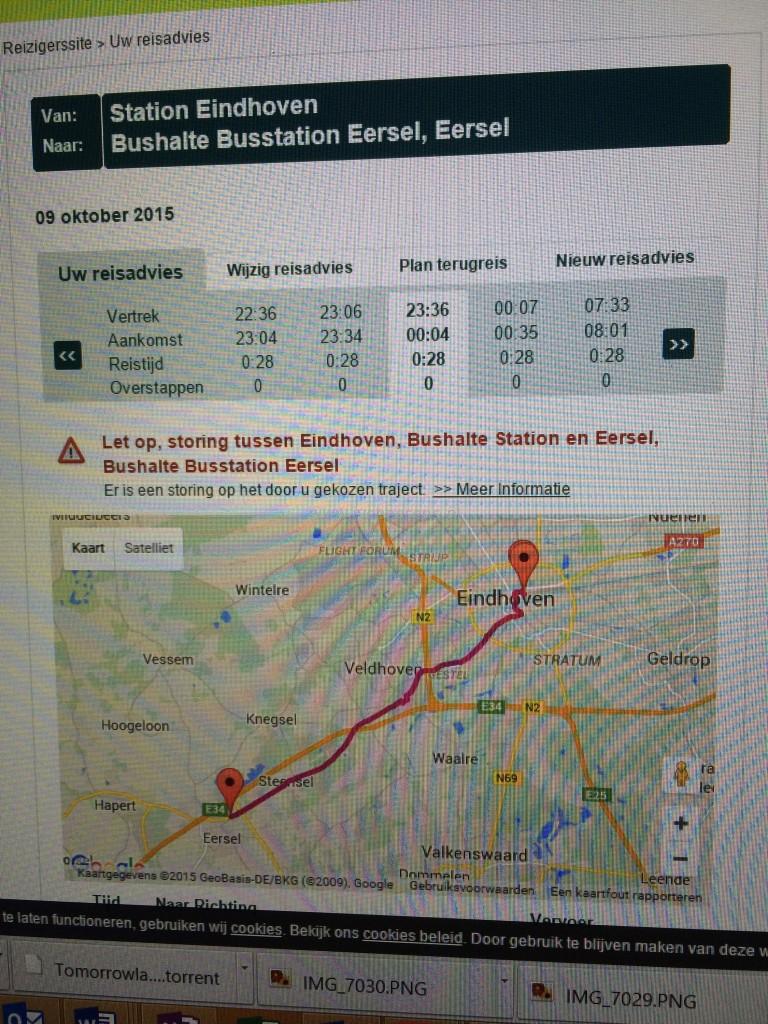 Reizigerssite > Uw reisadvies
Van: Station Eindhoven
Naar: Bushalte Busstation Eersel, Eersel
09 oktober 2015
Uw reisadvies Wijzig reisadvies Plan terugreis Nieuw reisadvies
Vertrek 22:36 23:06 23:36 00:07 07:33
Aankomst 23:04 23:34 00:04 00:35 08:01
<< Reistijd 0:28 0:28 0:28 0:28 0:28 >>
Overstappen 0 0 0 0 0
Let op, storing tussen Eindhoven, Bushalte Station en Eersel,
Bushalte Busstation Eersel
Er is een storing op het door u gekozen traject. >> Meer Informatie
Middelbeers Nuenen
Kaart Satelliet
A270
FLIGHT FORUM STRIJP
Wintelre Eindhoven
N2
Vessem Veldhoven GESTEL STRATUM Geldrop
Hoogeloon Knegsel E34 N2
Waalre
Steensel N69
Hapert E34 E25
Eersel
Valkenswaard
Dommelen Leende
Google
Kaartgegevens ©2015 GeoBasis-DE/BKG (©2009), Google Gebruiksvoorwaarden Een kaartfout rapporteren
Tijd Naar Richting Vervoer
te laten functioneren, gebruiken wij cookies. Bekijk ons cookies beleid. Door gebruik te blijven maken van deze w
Tomorrowla....torrent IMG_7030.PNG IMG_7029.PNG